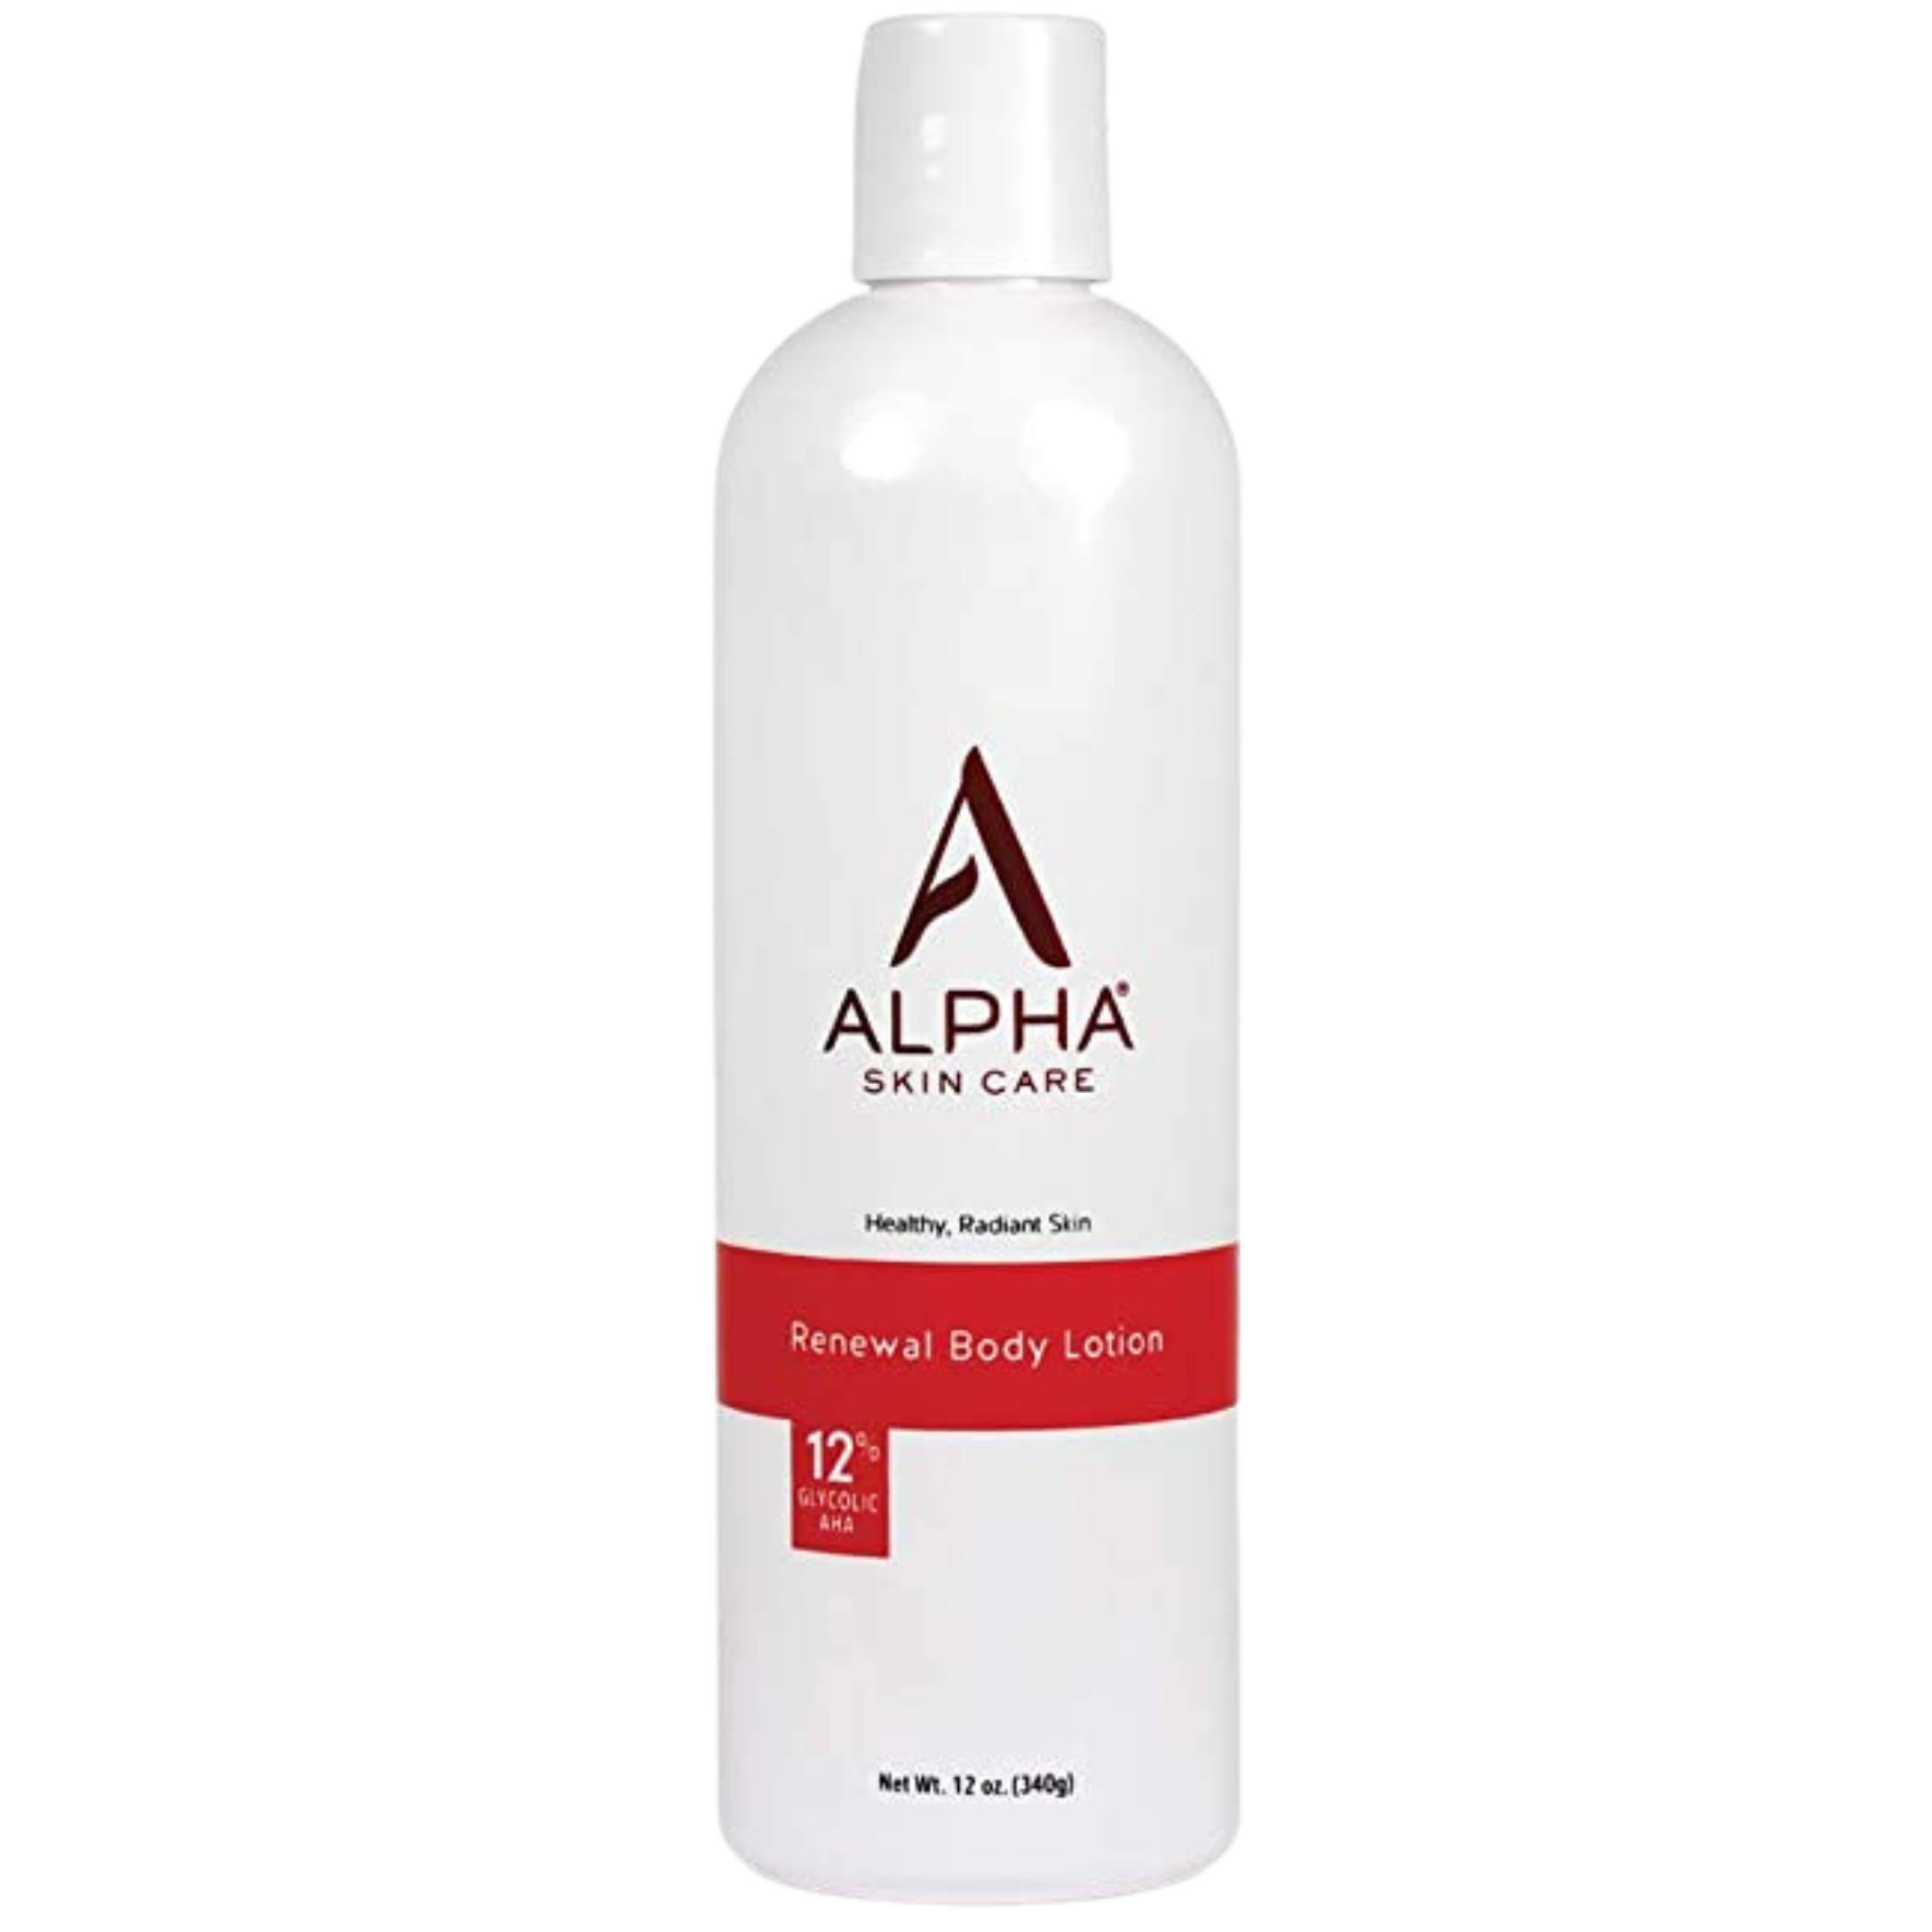 ALPHA®
SKIN CARE
Healthy, Radiant Skin
Renewal Body Lotion
12%
GLYCOLIC
AHA
Net Wt. 12 oz. (340g)